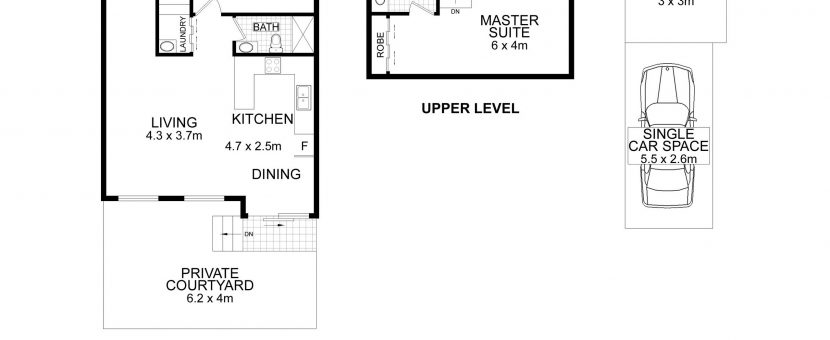 LAUNDRY
BATH
LIVING
4.3 x 3.7m
KITCHEN
4.7 x 2.5m
F
DINING
DN
PRIVATE
COURTYARD
6.2 x 4m
DN
ROBE
MASTER
SUITE
6 x 4m
UPPER LEVEL
3 x 3m
SINGLE
CAR SPACE
5.5 x 2.6m